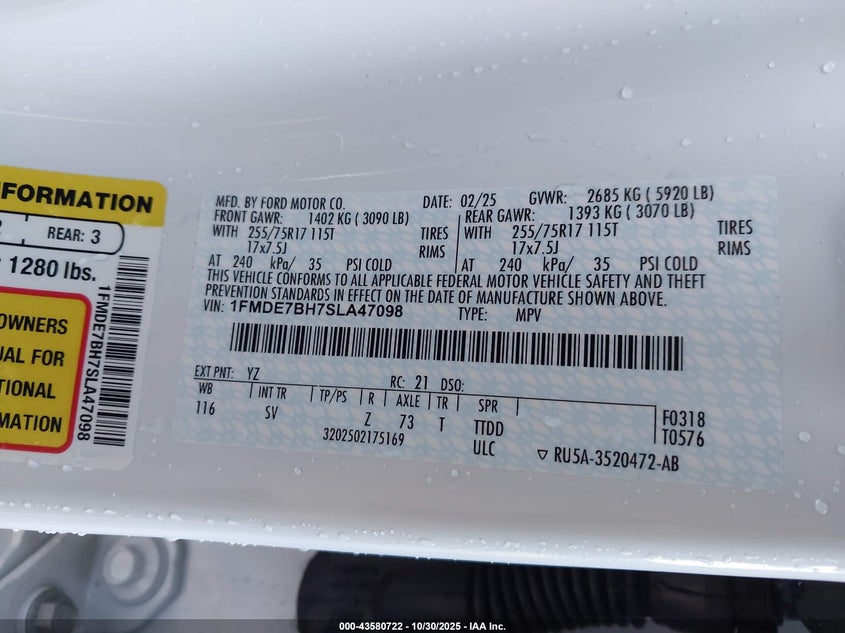 NFORMATION
REAR: 3
1280 lbs.
OWNERS
UAL FOR
TIONAL
RMATION
1FMDE7BH7SLA47098
MFD. BY FORD MOTOR CO. DATE: 02/25 GVWR: 2685 KG ( 5920 LB)
FRONT GAWR: 1402 KG ( 3090 LB) REAR GAWR: 1393 KG ( 3070 LB)
WITH 255/75R17 115T TIRES WITH 255/75R17 115T TIRES
17x7.5J RIMS 17x7.5J RIMS
AT 240 kPa/ 35 PSI COLD AT 240 kPa/ 35 PSI COLD
THIS VEHICLE CONFORMS TO ALL APPLICABLE FEDERAL MOTOR VEHICLE SAFETY AND THEFT
PREVENTION STANDARDS IN EFFECT ON THE DATE OF MANUFACTURE SHOWN ABOVE.
VIN: 1FMDE7BH7SLA47098 TYPE: MPV
EXT PNT: YZ RC: 21 DSO:
WB INT TR TP/PS R AXLE TR SPR
116 SV Z 73 T TTDD F0318
3202502175169 ULC T0576
RU5A-3520472-AB
000-43580722 - 10/30/2025 - IAA Inc.